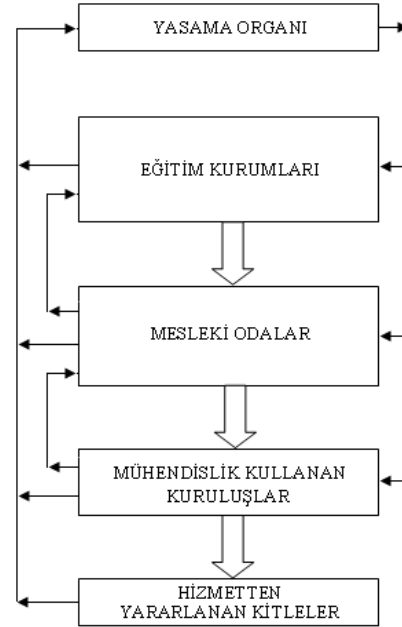 YASAMA ORGANI
EĞİTİM KURUMLARI
MESLEKİ ODALAR
MÜHENDİSLİK KULLANAN
KURULUŞLAR
HİZMETTEN
YARARLANAN KİTLELER